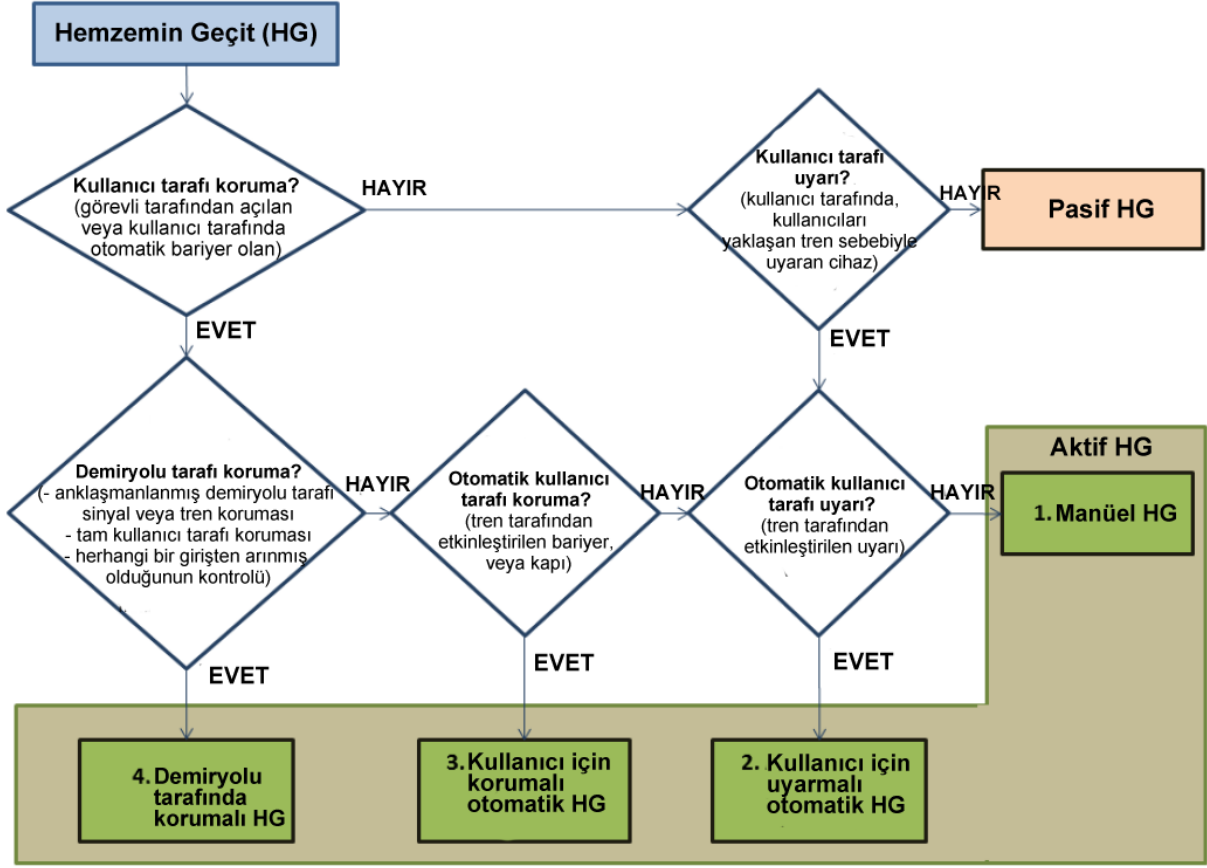 Hemzemin Geçit (HG)
Kullanıcı tarafı koruma?
(görevli tarafından açılan
veya kullanıcı tarafında
otomatik bariyer olan)
HAYIR
Kullanıcı tarafı
uyarı?
(kullanıcı tarafında,
kullanıcıları
yaklaşan tren sebebiyle
uyaran cihaz)
HAYIR
Pasif HG
EVET
EVET
Demiryolu tarafı koruma?
(- anklaşmanlanmış demiryolu tarafı
sinyal veya tren koruması
- tam kullanıcı tarafı koruması
- herhangi bir girişten arınmış
olduğunun kontrolü)
HAYIR
Otomatik kullanıcı
tarafı koruma?
(tren tarafından
etkinleştirilen bariyer,
veya kapı)
HAYIR
Otomatik kullanıcı
tarafı uyarı?
(tren tarafından
etkinleştirilen uyarı)
HAYIR
Aktif HG
1. Manüel HG
EVET
EVET
EVET
4. Demiryolu
tarafında
korumalı HG
3. Kullanıcı için
korumalı
otomatik HG
2. Kullanıcı için
uyarmalı
otomatik HG